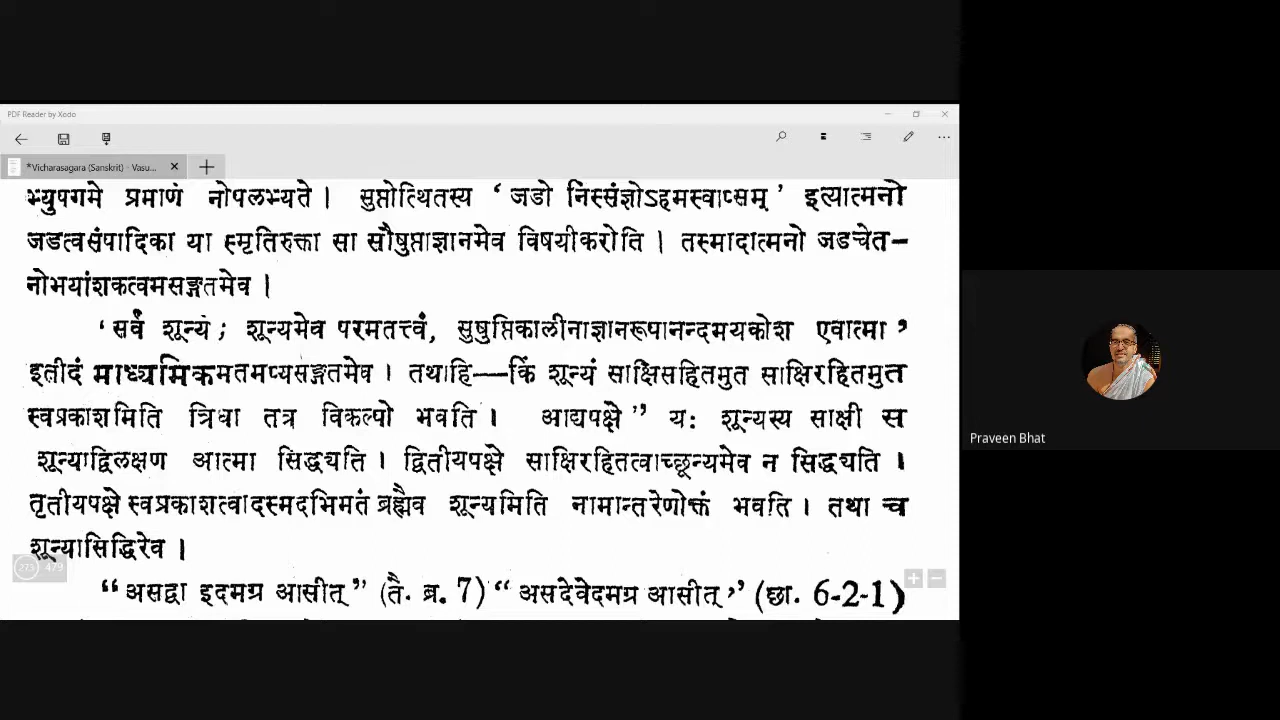 PDF Reader by Xodo
*Vicharasagara (Sanskrit) - Vasu...
भ्युपगमे प्रमाणं नोपलभ्यते । सुप्तोत्थितस्य ‘ जडो निस्संज्ञोऽहमस्वाप्सम् ’ इत्यात्मनो
जडत्वसंपादिका या स्मृतिरुक्ता सा सौषुप्ताज्ञानमेव विषयीकरोति । तस्मादात्मनो जडचेत-
नोभयांशकत्वमसङ्गतमेव ।
‘ सर्वं शून्यं ; शून्यमेव परमतत्त्वं, सुषुप्तिकालीनाज्ञानरूपानन्दमयकोश एवात्मा ’
इतीदं माध्यमिकमतमप्यसङ्गतमेव । तथाहि—किं शून्यं साक्षिसहितमुत साक्षिरहितमुत
स्वप्रकाशमिति त्रिधा तत्र विकल्पो भवति । आद्यपक्षे” यः शून्यस्य साक्षी स
शून्याद्विलक्षण आत्मा सिद्ध्यति । द्वितीयपक्षे साक्षिरहितत्वाच्छून्यमेव न सिद्ध्यति ।
तृतीयपक्षे स्वप्रकाशत्वादस्मदभिमतं ब्रह्मैव शून्यमिति नामान्तरेणोक्तं भवति । तथा च
शून्यासिद्धिरेव ।
273 479
“ असद्वा इदमग्र आसीत् ” (तै. ब्र. 7) “ असदेवेदमग्र आसीत् ” (छा. 6-2-1)
Praveen Bhat